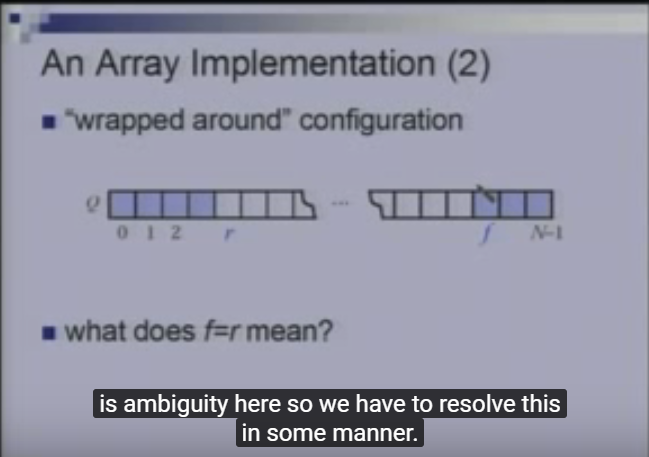 An Array Implementation (2)
■ "wrapped around" configuration
Q ...
0 1 2 r f N-1
■ what does f=r mean?
is ambiguity here so we have to resolve this
in some manner.